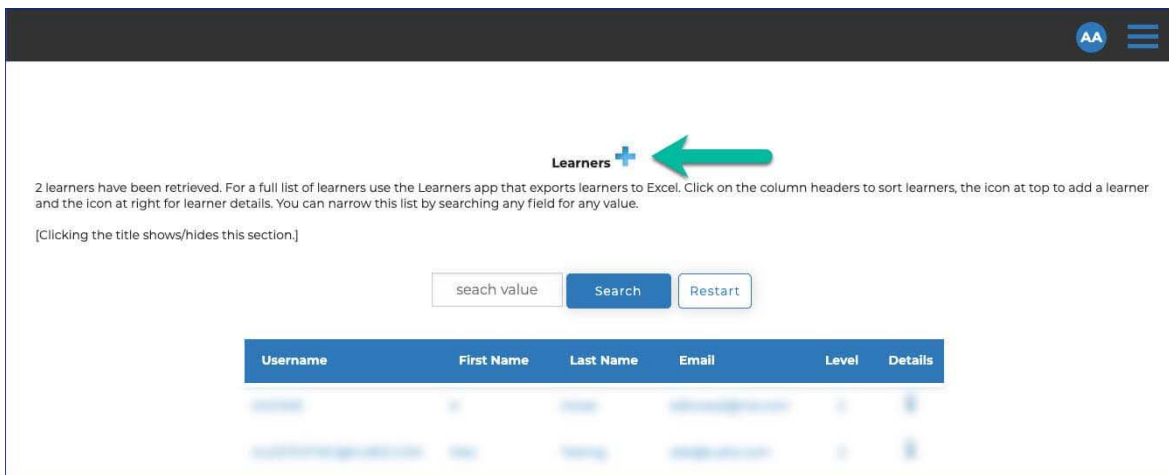 AA
Learners
2 learners have been retrieved. For a full list of learners use the Learners app that exports learners to Excel. Click on the column headers to sort learners, the icon at top to add a learner
and the icon at right for learner details. You can narrow this list by searching any field for any value.
[Clicking the title shows/hides this section.]
seach value Search Restart
Username First Name Last Name Email Level Details